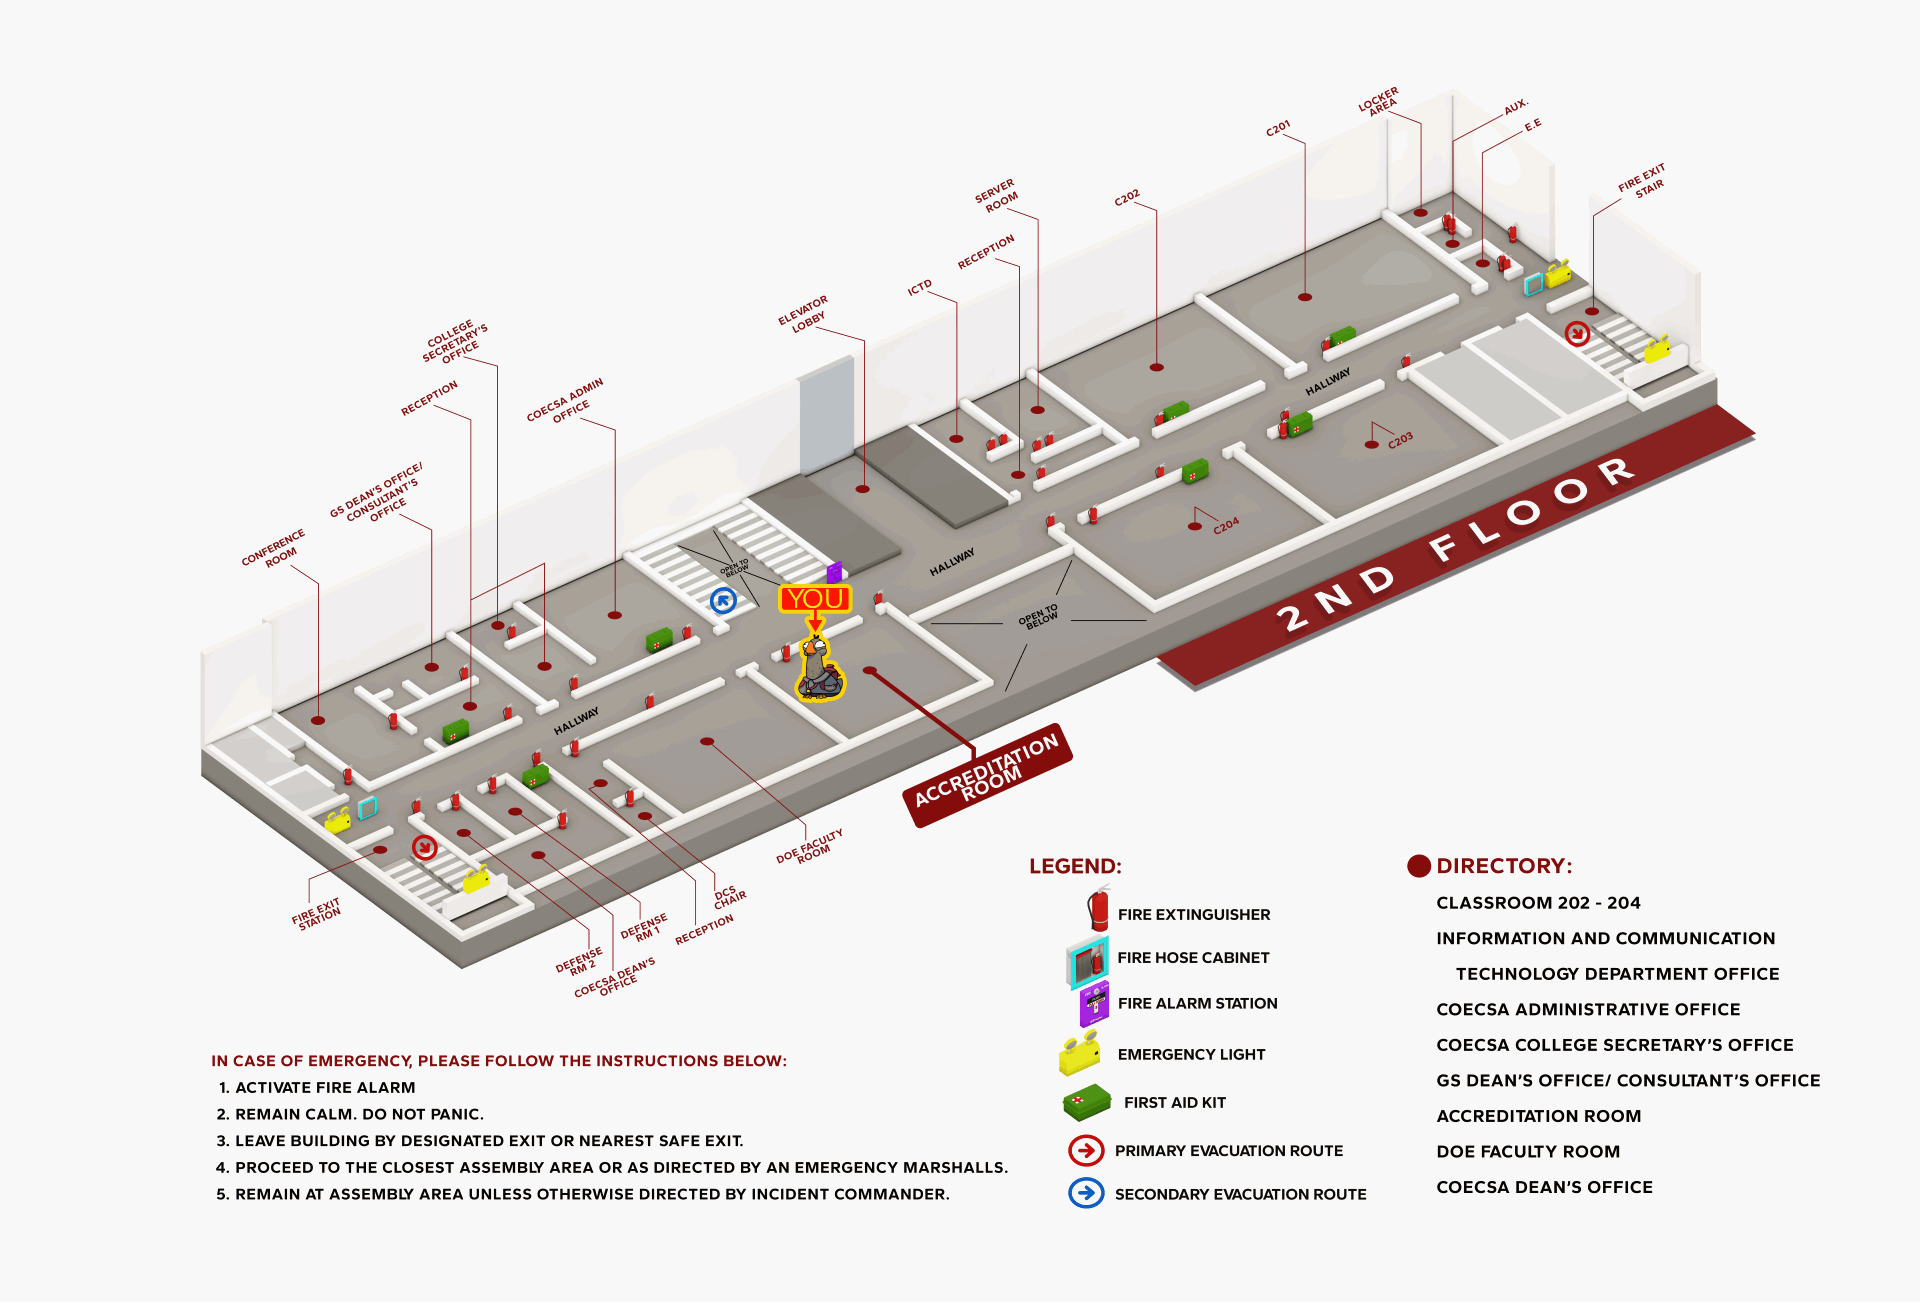 LOCKER
AREA
AUX.
E.E
C201
FIRE EXIT
STAIR
SERVER
ROOM
C202
RECEPTION
ICTD
ELEVATOR
LOBBY
COLLEGE
SECRETARY'S
OFFICE
RECEPTION
COECSA ADMIN
OFFICE
GS DEAN'S OFFICE/
CONSULTANT'S
OFFICE
CONFERENCE
ROOM
HALLWAY
C203
C204
2ND FLOOR
HALLWAY
OPEN TO
BELOW
OPEN TO
BELOW
YOU
HALLWAY
ACCREDITATION
ROOM
DOE FACULTY
ROOM
DCS
CHAIR
RECEPTION
DEFENSE
RM 1
DEFENSE
RM 2
COECSA DEAN'S
OFFICE
FIRE EXIT
STATION
LEGEND:
FIRE EXTINGUISHER
FIRE HOSE CABINET
FIRE ALARM STATION
EMERGENCY LIGHT
FIRST AID KIT
PRIMARY EVACUATION ROUTE
SECONDARY EVACUATION ROUTE
DIRECTORY:
CLASSROOM 202 - 204
INFORMATION AND COMMUNICATION
TECHNOLOGY DEPARTMENT OFFICE
COECSA ADMINISTRATIVE OFFICE
COECSA COLLEGE SECRETARY'S OFFICE
GS DEAN'S OFFICE/ CONSULTANT'S OFFICE
ACCREDITATION ROOM
DOE FACULTY ROOM
COECSA DEAN'S OFFICE
IN CASE OF EMERGENCY, PLEASE FOLLOW THE INSTRUCTIONS BELOW:
1. ACTIVATE FIRE ALARM
2. REMAIN CALM. DO NOT PANIC.
3. LEAVE BUILDING BY DESIGNATED EXIT OR NEAREST SAFE EXIT.
4. PROCEED TO THE CLOSEST ASSEMBLY AREA OR AS DIRECTED BY AN EMERGENCY MARSHALLS.
5. REMAIN AT ASSEMBLY AREA UNLESS OTHERWISE DIRECTED BY INCIDENT COMMANDER.